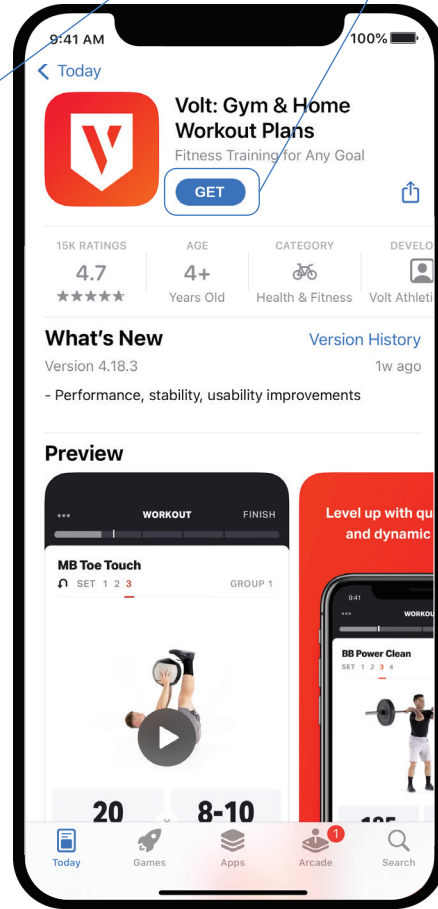 9:41 AM
100%
Today
Volt: Gym & Home
Workout Plans
Fitness Training for Any Goal
GET
15K RATINGS
AGE
CATEGORY
DEVELO
4.7
4+
Years Old
Health & Fitness
Volt Athleti
What's New
Version History
Version 4.18.3
1w ago
- Performance, stability, usability improvements
Preview
WORKOUT
FINISH
MB Toe Touch
SET 1 2 3
GROUP 1
20
×
8-10
Level up with qu
and dynamic
9:41
WORKOU
BB Power Clean
SET 1 2 3 4
Today
Games
Apps
Arcade
1
Search